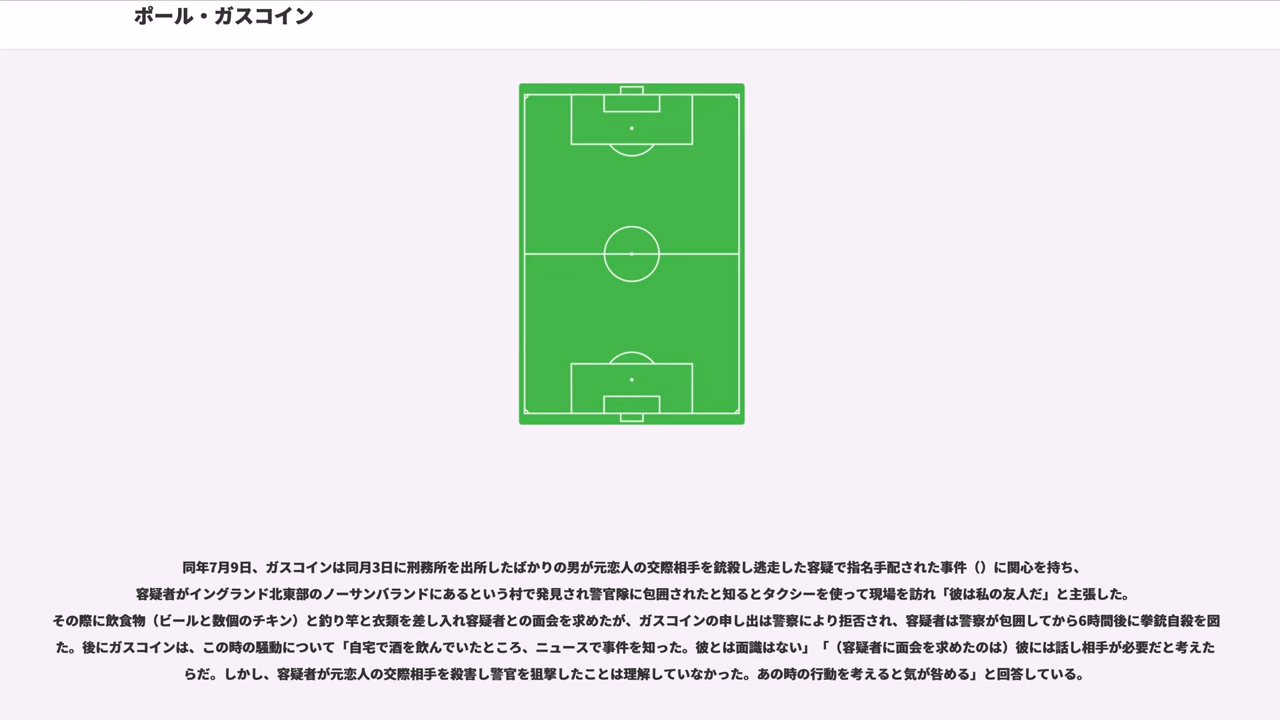 ポール・ガスコイン
同年7月9日、ガスコインは同月3日に刑務所を出所したばかりの男が元恋人の交際相手を銃殺し逃走した容疑で指名手配された事件（）に関心を持ち、
容疑者がイングランド北東部のノーサンバランドにあるという村で発見され警官隊に包囲されたと知るとタクシーを使って現場を訪れ「彼は私の友人だ」と主張した。
その際に飲食物（ビールと数個のチキン）と釣り竿と衣類を差し入れ容疑者との面会を求めたが、ガスコインの申し出は警察により拒否され、容疑者は警察が包囲してから6時間後に拳銃自殺を図
た。後にガスコインは、この時の騒動について「自宅で酒を飲んでいたところ、ニュースで事件を知った。彼とは面識はない」「（容疑者に面会を求めたのは）彼には話し相手が必要だと考えた
らだ。しかし、容疑者が元恋人の交際相手を殺害し警官を狙撃したことは理解していなかった。あの時の行動を考えると気が咎める」と回答している。